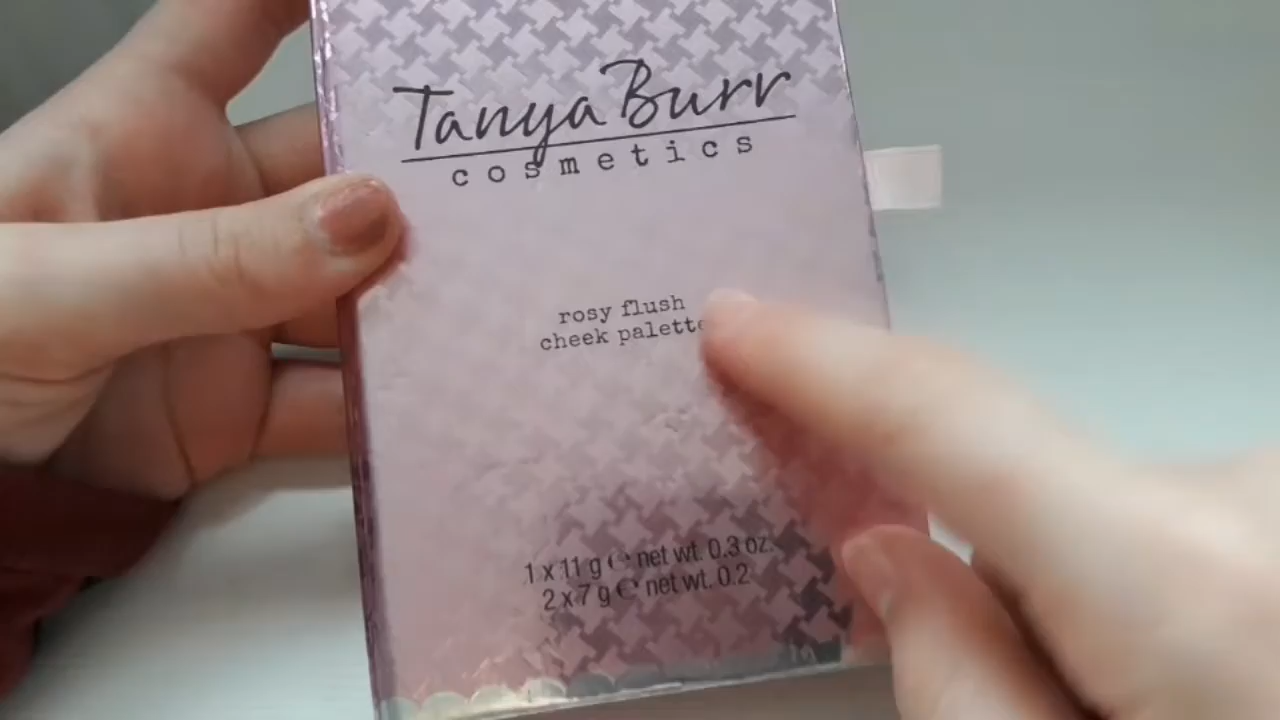 Tanya Burr
cosmetics
rosy flush
cheek palette
1 x 11 g ℮ net wt. 0.3 oz.
2 x 7 g ℮ net wt. 0.2